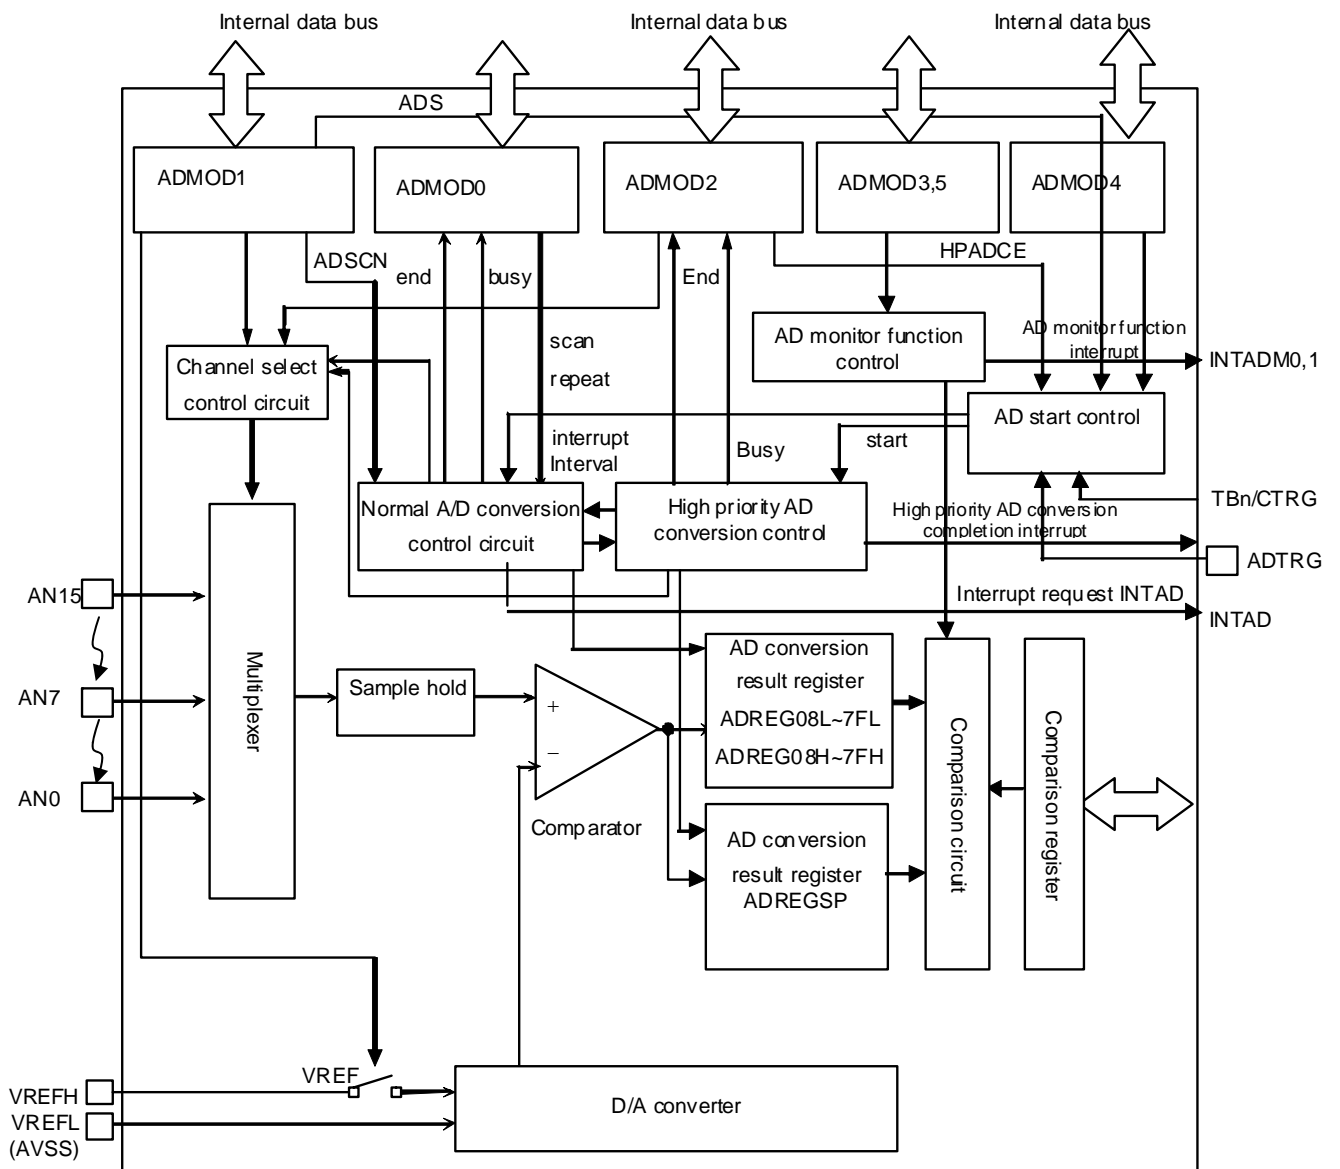 Internal data bus
Internal data bus
Internal data bus
ADS
ADMOD1
ADMOD0
ADMOD2
ADMOD3,5
ADMOD4
ADSCN
end
busy
End
HPADCE
AD monitor function
control
AD monitor function
interrupt
INTADM0,1
scan
repeat
Channel select
control circuit
AD start control
start
interrupt
Interval
Busy
TBn/CTRG
Normal A/D conversion
control circuit
High priority AD
conversion control
High priority AD conversion
completion interrupt
ADTRG
Interrupt request INTAD
INTAD
AN15
AN7
AN0
Multiplexer
Sample hold
+
−
Comparator
AD conversion
result register
ADREG08L~7FL
ADREG08H~7FH
AD conversion
result register
ADREGSP
Comparison circuit
Comparison register
VREF
VREFH
VREFL
(AVSS)
D/A converter